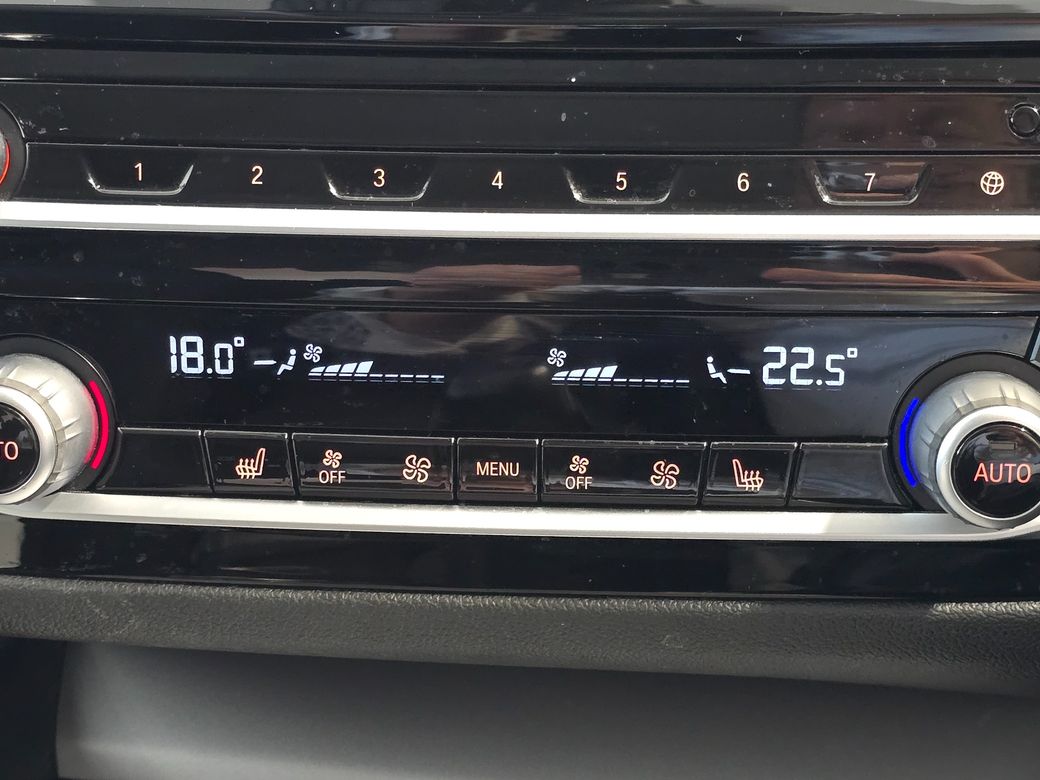 1 2 3 4 5 6 7
18.0° 22.5°
TO OFF MENU OFF AUTO